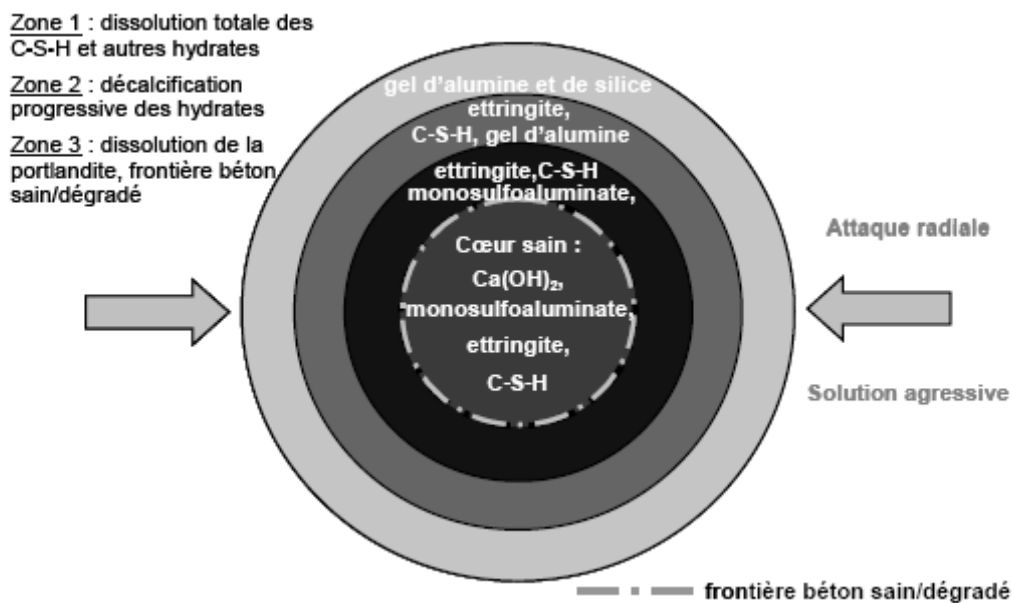 Zone 1 : dissolution totale des
C-S-H et autres hydrates
Zone 2 : décalcification
progressive des hydrates
Zone 3 : dissolution de la
portlandite, frontière béton
sain/dégradé
gel d'alumine et de silice
ettringite,
C-S-H, gel d'alumine
ettringite,C-S-H
monosulfoaluminate,
Cœur sain :
Ca(OH)₂,
monosulfoaluminate,
ettringite,
C-S-H
Attaque radiale
Solution agressive
frontière béton sain/dégradé